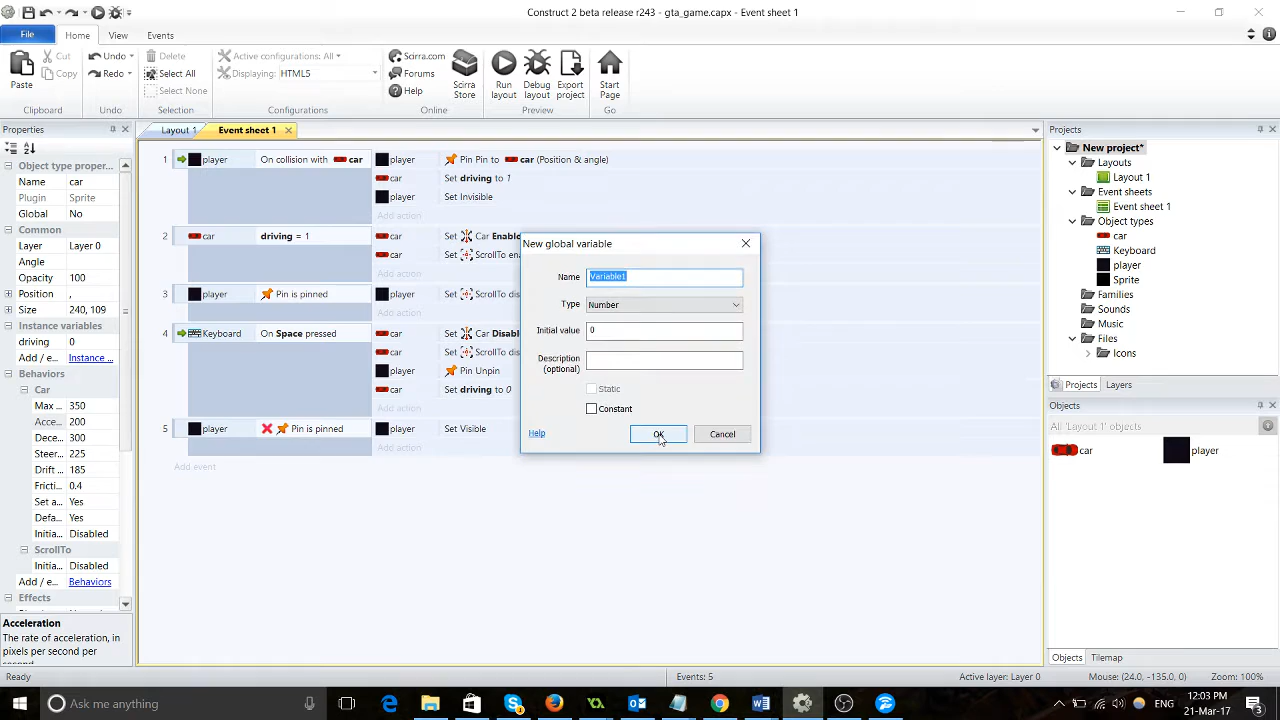 Construct 2 beta release r243 - gta_game.capx - Event sheet 1
File Home View Events
Paste Cut Copy
Clipboard
Undo Redo
Undo
Delete Select All Select None
Selection
Active configurations: All
Displaying: HTML5
Configurations
Scirra.com Forums Help
Scirra Store
Online
Run layout Debug layout Export project
Preview
Start Page
Go
Properties
Object type proper...
Name car
Plugin Sprite
Global No
Common
Layer Layer 0
Angle
Opacity 100
Position ,
Size 240, 109
Instance variables
driving 0
Add / e... Instance ...
Behaviors
Car
Max ... 350
Acce... 200
Dece... 300
Steer... 225
Drift ... 185
Fricti... 0.4
Set a... Yes
Defa... Yes
Initia... Disabled
ScrollTo
Initia... Disabled
Add / e... Behaviors
Effects
Acceleration
The rate of acceleration, in
pixels per second per
Layout 1 Event sheet 1
1 player On collision with car player Pin Pin to car (Position & angle)
car Set driving to 1
player Set Invisible
Add action
2 car driving = 1 car Set Car Enable
car Set ScrollTo en
Add action
3 player Pin is pinned player Set ScrollTo dis
Add action
4 Keyboard On Space pressed car Set Car Disabl
car Set ScrollTo dis
player Pin Unpin
car Set driving to 0
Add action
5 player Pin is pinned player Set Visible
Add action
Add event
New global variable
Name Variable1
Type Number
Initial value 0
Description (optional)
Static
Constant
Help OK Cancel
Projects
New project*
Layouts
Layout 1
Event sheets
Event sheet 1
Object types
car
Keyboard
player
Sprite
Families
Sounds
Music
Files
Icons
Projects Layers
Objects
All 'Layout 1' objects
car player
Objects Tilemap
Ready Events: 5 Active layer: Layer 0 Mouse: (24.0, -135.0, 0) Zoom: 100%
Ask me anything
ENG
12:03 PM
21-Mar-17
3